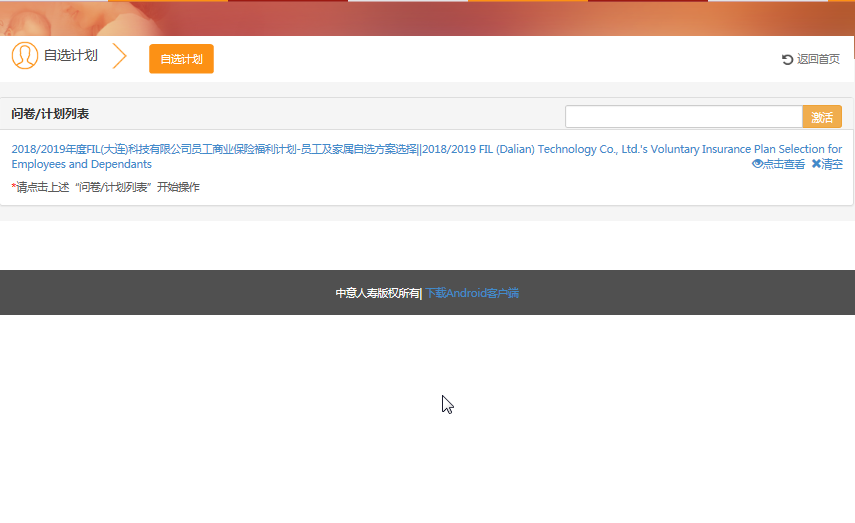 自选计划
自选计划
返回首页
问卷/计划列表
激活
2018/2019年度FIL(大连)科技有限公司员工商业保险福利计划-员工及家属自选方案选择||2018/2019 FIL (Dalian) Technology Co., Ltd.'s Voluntary Insurance Plan Selection for
Employees and Dependants
点击查看 清空
*请点击上述“问卷/计划列表”开始操作
中意人寿版权所有| 下载Android客户端